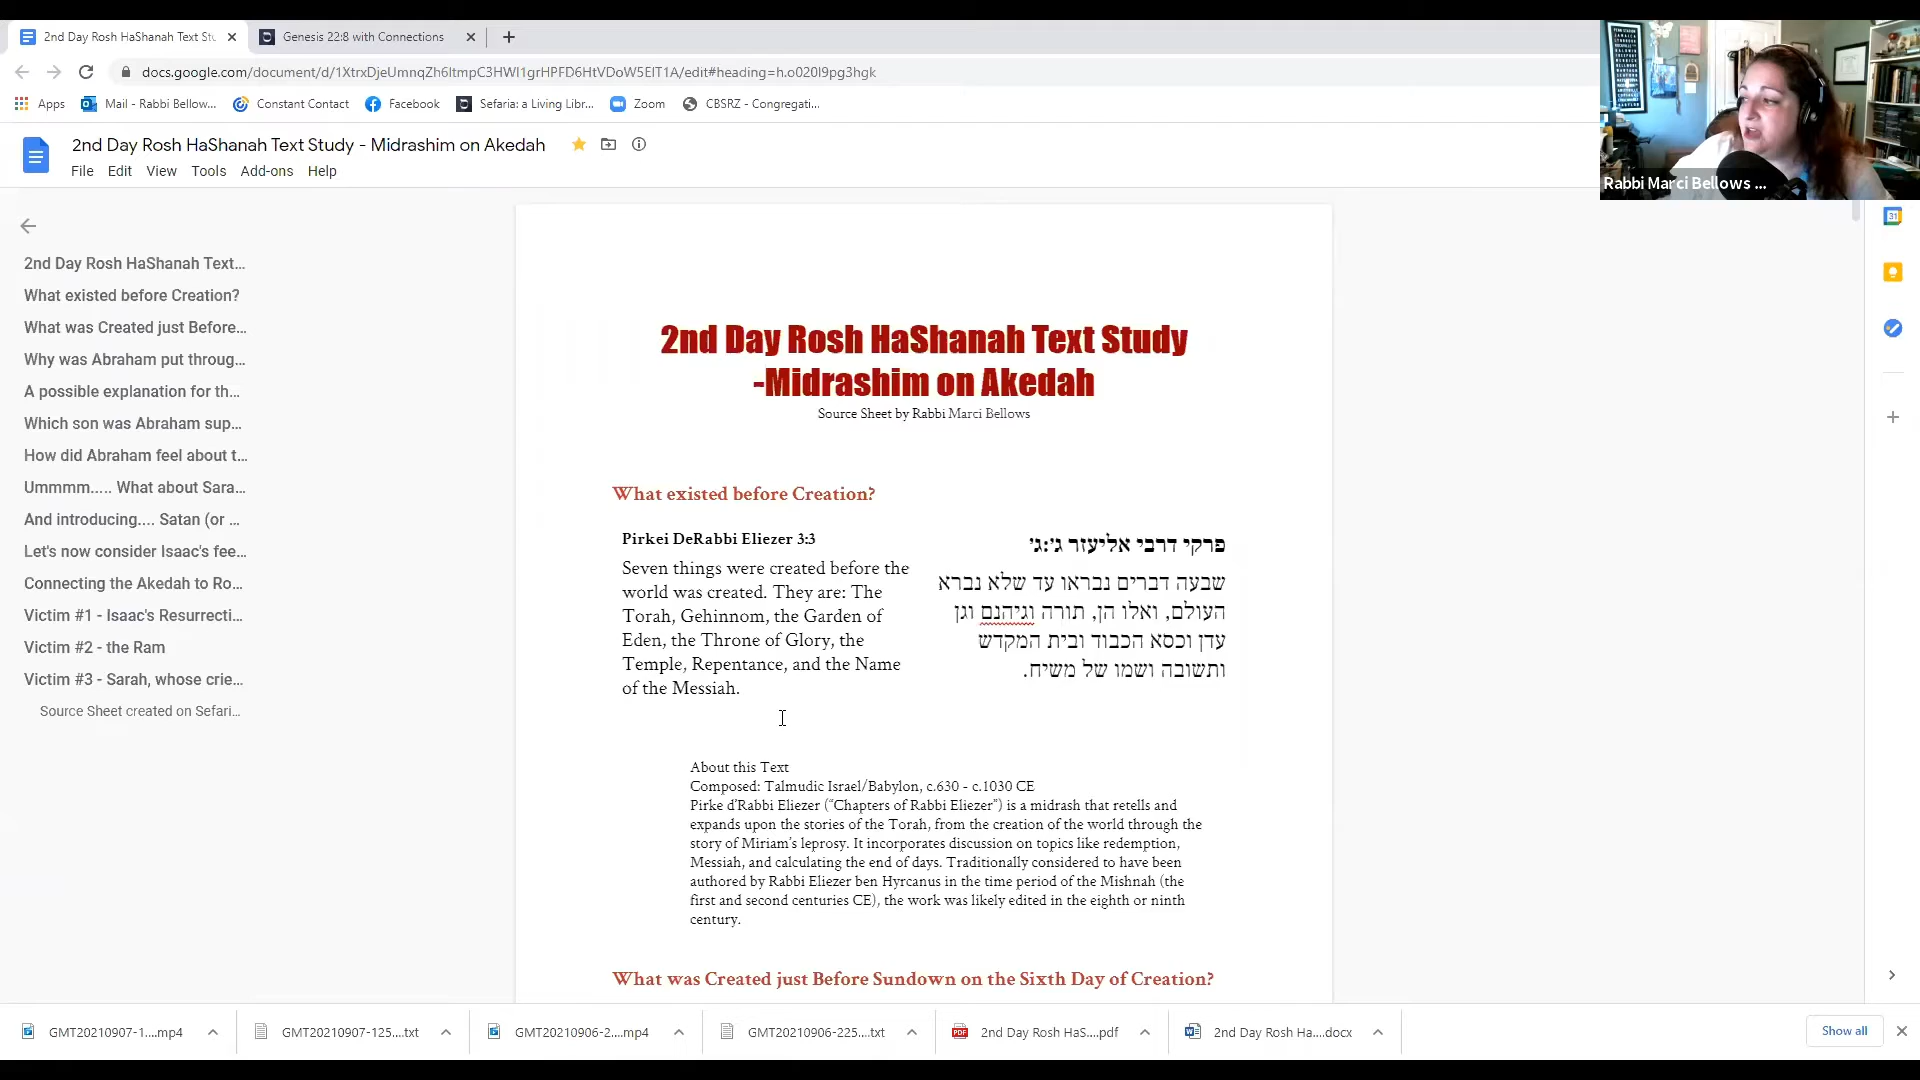 2nd Day Rosh HaShanah Text Stu
Genesis 22:8 with Connections
docs.google.com/document/d/1XtrxDjeUmnqZh6ltmpC3HWl1grHPFD6HtVDoW5ElT1A/edit#heading=h.o020l9pg3hgk
Apps
Mail - Rabbi Bellow...
Constant Contact
Facebook
Sefaria: a Living Libr...
Zoom
CBSRZ - Congregati...
2nd Day Rosh HaShanah Text Study - Midrashim on Akedah
File Edit View Tools Add-ons Help
Rabbi Marci Bellows ...
31
2nd Day Rosh HaShanah Text...
What existed before Creation?
What was Created just Before...
Why was Abraham put throug...
A possible explanation for th...
Which son was Abraham sup...
How did Abraham feel about t...
Ummmm..... What about Sara...
And introducing.... Satan (or ...
Let's now consider Isaac's fee...
Connecting the Akedah to Ro...
Victim #1 - Isaac's Resurrecti...
Victim #2 - the Ram
Victim #3 - Sarah, whose crie...
Source Sheet created on Sefari...
2nd Day Rosh HaShanah Text Study
-Midrashim on Akedah
Source Sheet by Rabbi Marci Bellows
What existed before Creation?
Pirkei DeRabbi Eliezer 3:3
Seven things were created before the
world was created. They are: The
Torah, Gehinnom, the Garden of
Eden, the Throne of Glory, the
Temple, Repentance, and the Name
of the Messiah.
פרקי דרבי אליעזר ג׳:ג׳
שבעה דברים נבראו עד שלא נברא
העולם, ואלו הן, תורה וגיהנם וגן
עדן וכסא הכבוד ובית המקדש
ותשובה ושמו של משיח.
About this Text
Composed: Talmudic Israel/Babylon, c.630 - c.1030 CE
Pirke d’Rabbi Eliezer (“Chapters of Rabbi Eliezer”) is a midrash that retells and
expands upon the stories of the Torah, from the creation of the world through the
story of Miriam’s leprosy. It incorporates discussion on topics like redemption,
Messiah, and calculating the end of days. Traditionally considered to have been
authored by Rabbi Eliezer ben Hyrcanus in the time period of the Mishnah (the
first and second centuries CE), the work was likely edited in the eighth or ninth
century.
What was Created just Before Sundown on the Sixth Day of Creation?
GMT20210907-1....mp4
GMT20210907-125....txt
GMT20210906-2....mp4
GMT20210906-225....txt
PDF
2nd Day Rosh HaS....pdf
2nd Day Rosh Ha....docx
Show all